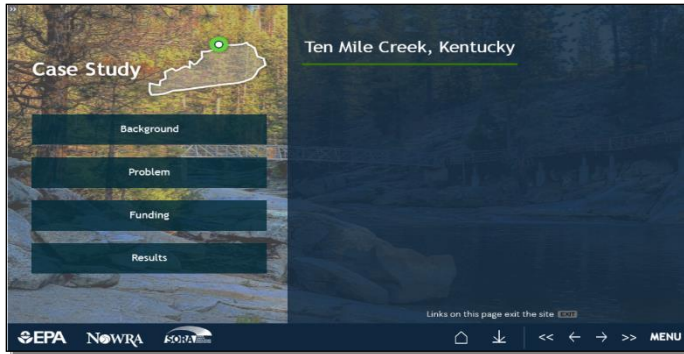 »
Case Study
Ten Mile Creek, Kentucky
Background
Problem
Funding
Results
Links on this page exit the site EXIT
EPA NOWRA SORA << ← → >> MENU